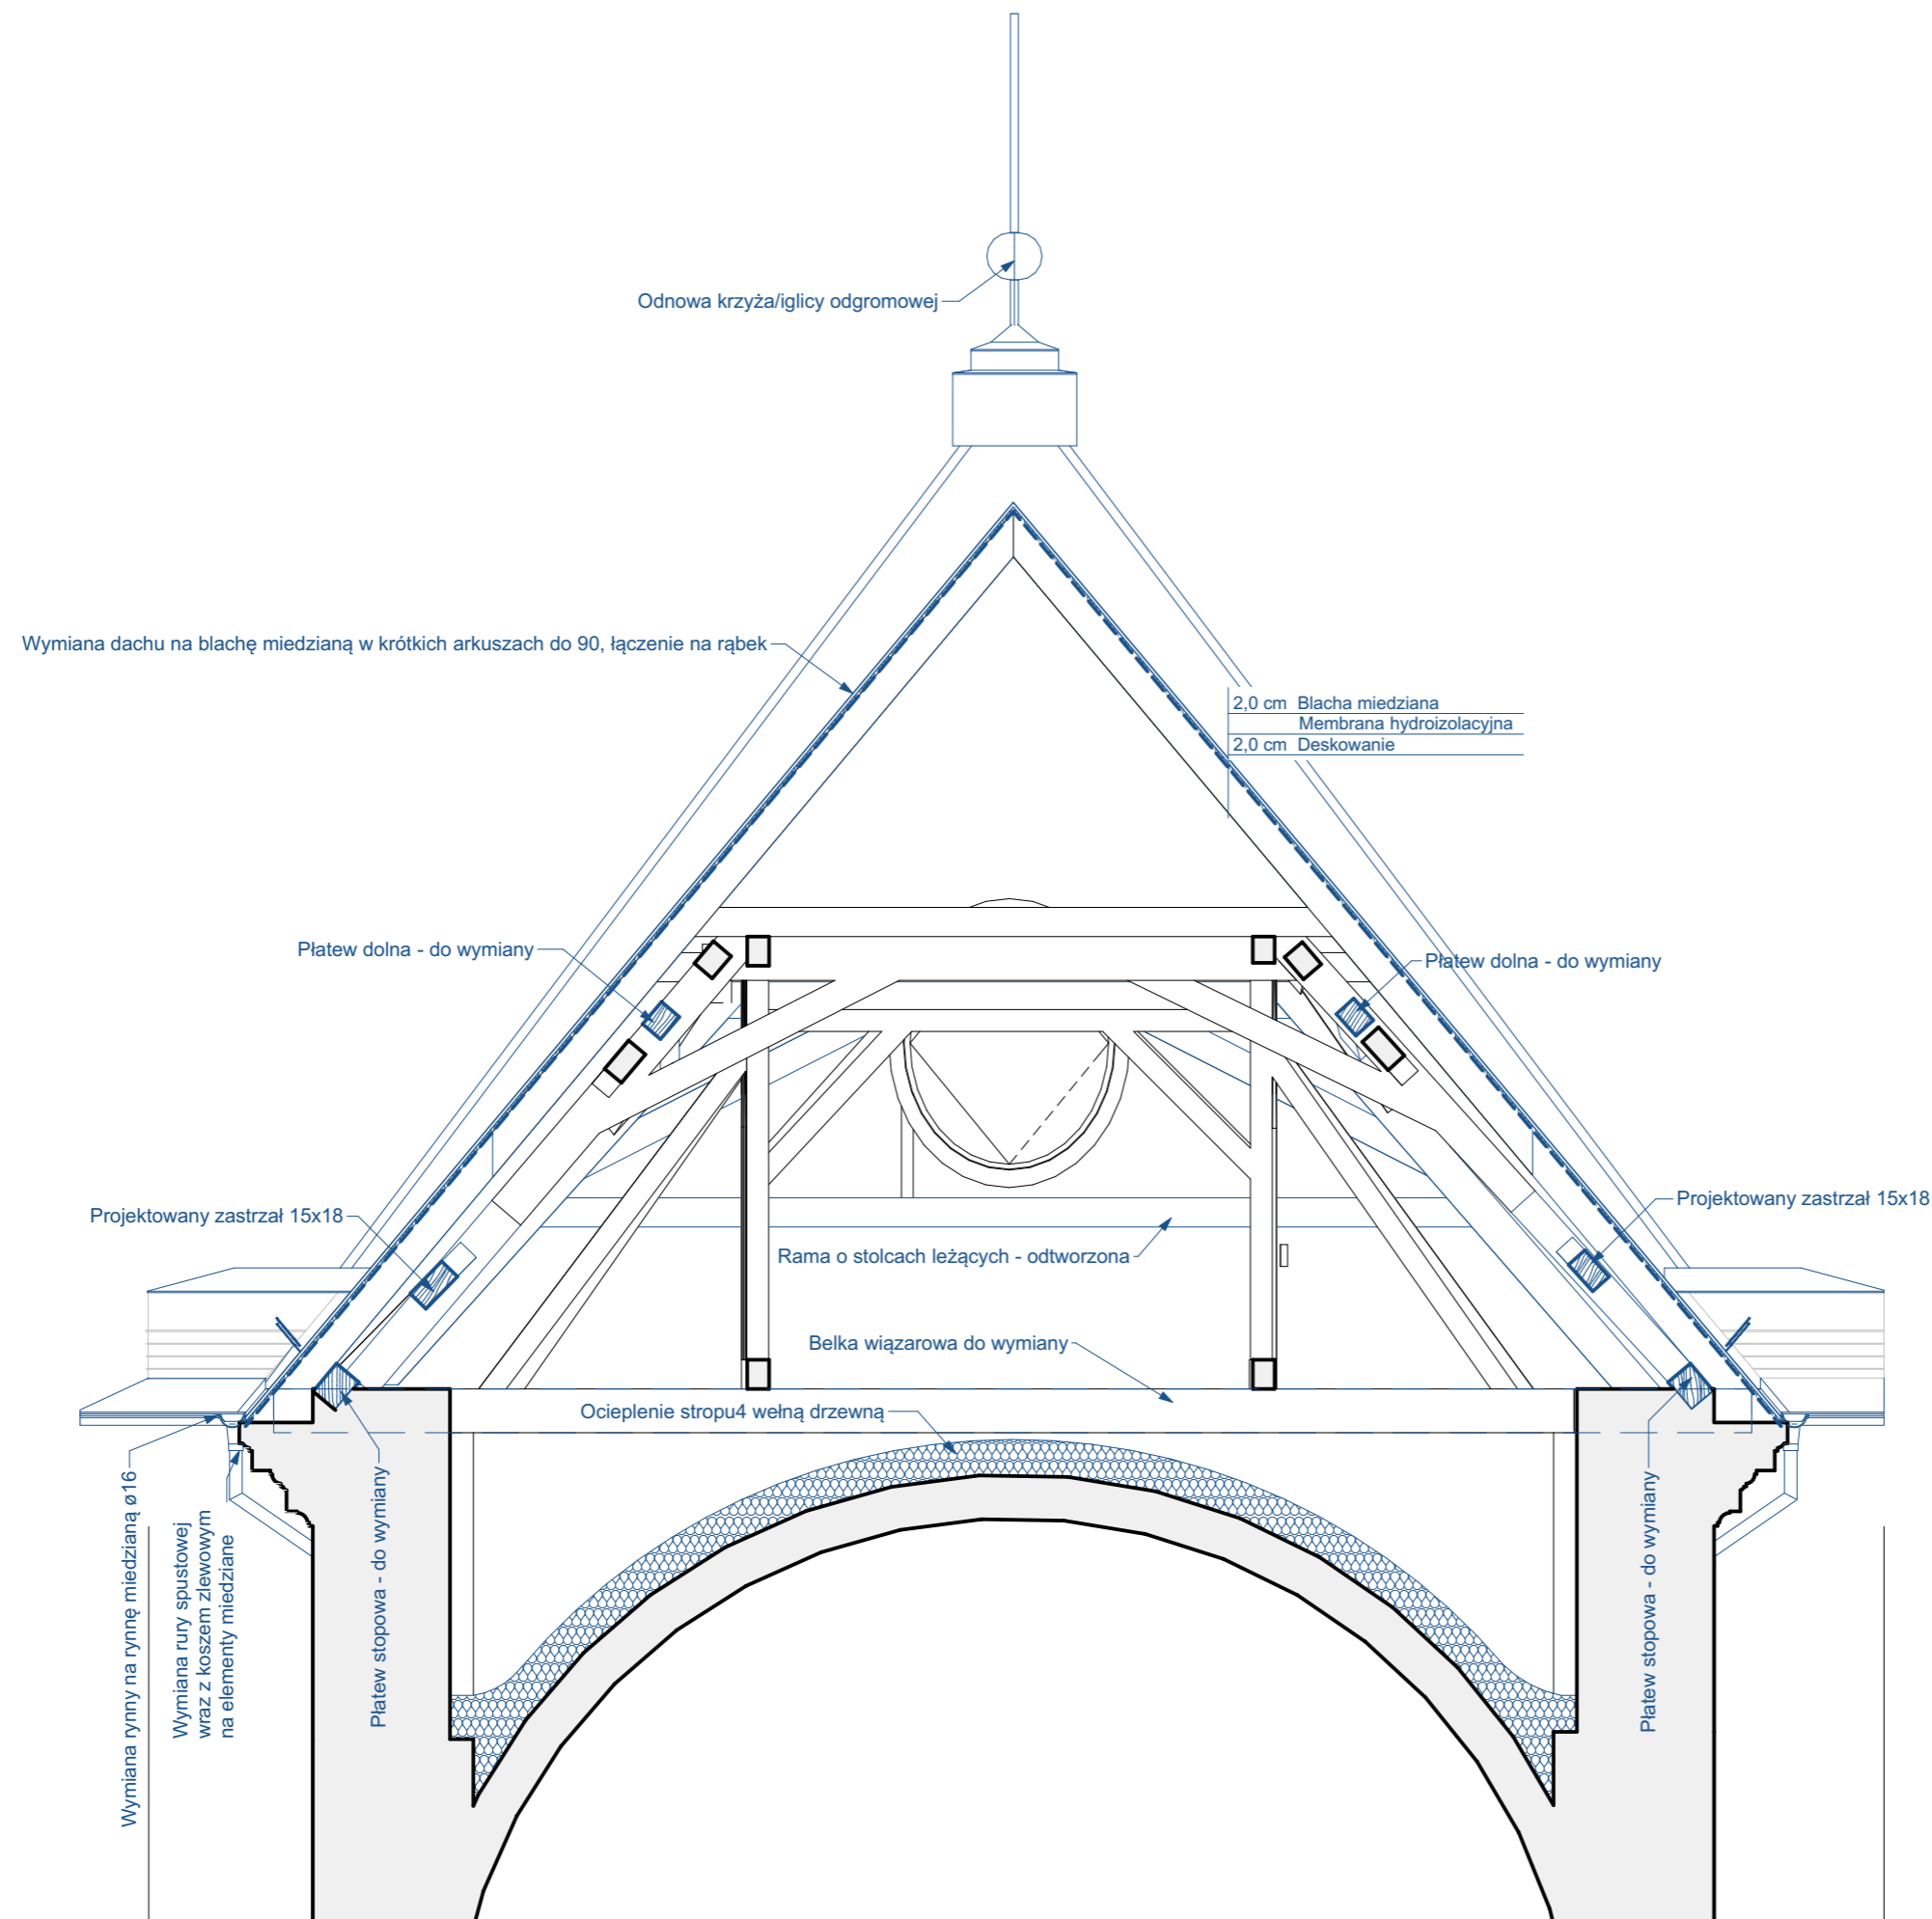 Odnowa krzyża/iglicy odgromowej
Wymiana dachu na blachę miedzianą w krótkich arkuszach do 90, łączenie na rąbek
2,0 cm Blacha miedziana
Membrana hydroizolacyjna
2,0 cm Deskowanie
Płatew dolna - do wymiany
Płatew dolna - do wymiany
Projektowany zastrzał 15x18
Projektowany zastrzał 15x18
Rama o stolcach leżących - odtworzona
Belka wiązarowa do wymiany
Ocieplenie stropu4 wełną drzewną
Wymiana rynny na rynnę miedzianą ø16
Wymiana rury spustowej
wraz z koszem zlewowym
na elementy miedziane
Płatew stopowa - do wymiany
Płatew stopowa - do wymiany